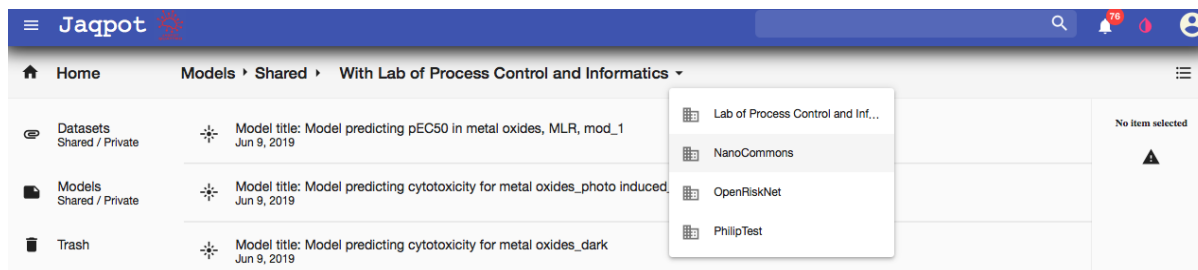 Jaqpot
76
Home
Models › Shared › With Lab of Process Control and Informatics
Lab of Process Control and Inf...
NanoCommons
OpenRiskNet
PhilipTest
Datasets
Shared / Private
Models
Shared / Private
Trash
Model title: Model predicting pEC50 in metal oxides, MLR, mod_1
Jun 9, 2019
Model title: Model predicting cytotoxicity for metal oxides_photo induced_
Jun 9, 2019
Model title: Model predicting cytotoxicity for metal oxides_dark
Jun 9, 2019
No item selected